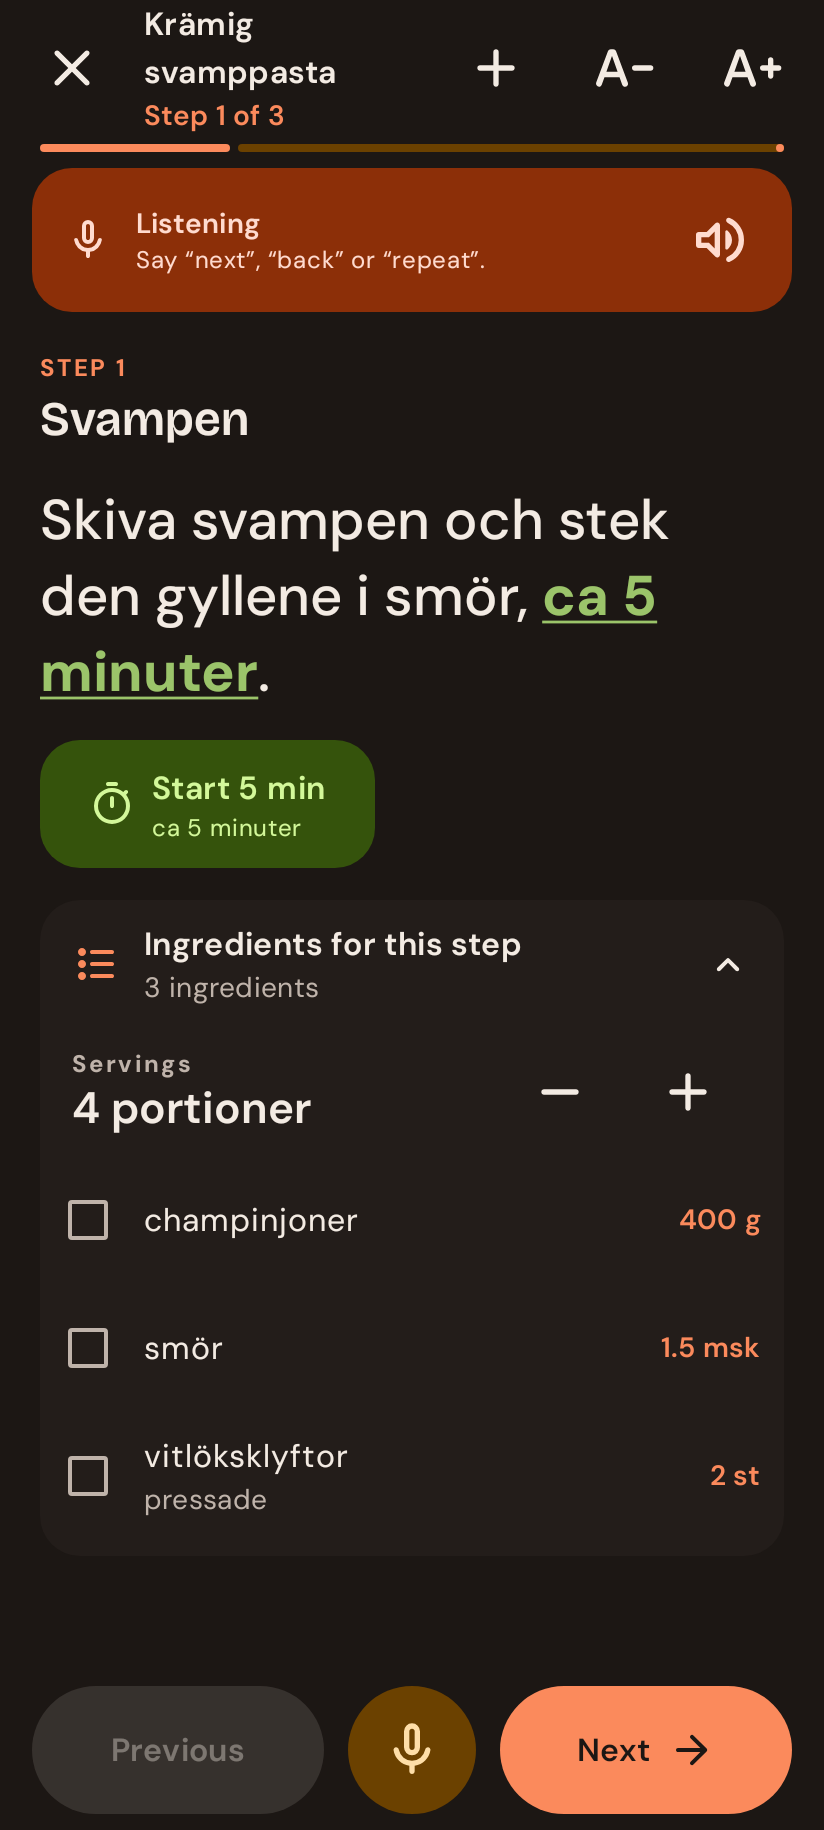 Krämig
svamppasta
Step 1 of 3
A−
A+
Listening
Say “next”, “back” or “repeat”.
STEP 1
Svampen
Skiva svampen och stek
den gyllene i smör, ca 5
minuter.
Start 5 min
ca 5 minuter
Ingredients for this step
3 ingredients
Servings
4 portioner
champinjoner 400 g
smör 1.5 msk
vitlöksklyftor
pressade
2 st
Previous
Next